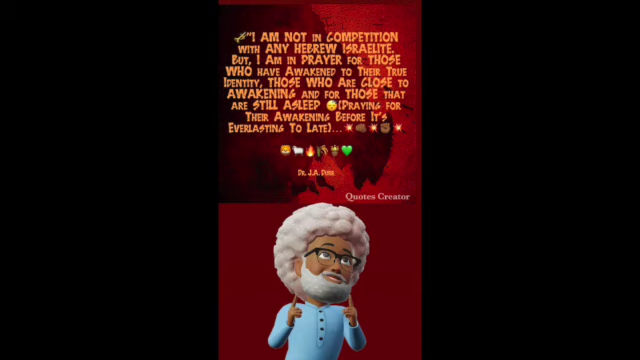 🌿"I AM NOT IN COMPETITION
WITH ANY HEBREW ISRAELITE.
BUT, I AM IN PRAYER FOR THOSE
WHO HAVE AWAKENED TO THEIR TRUE
IDENTITY, THOSE WHO ARE CLOSE TO
AWAKENING AND FOR THOSE THAT
ARE STILL ASLEEP 😴(PRAYING FOR
THEIR AWAKENING BEFORE IT'S
EVERLASTING TO LATE)...💥👊🏾💥✊🏾💥
🦁🐑🔥🌾🤴🏾💚
DR. J.A.
Quotes Creator